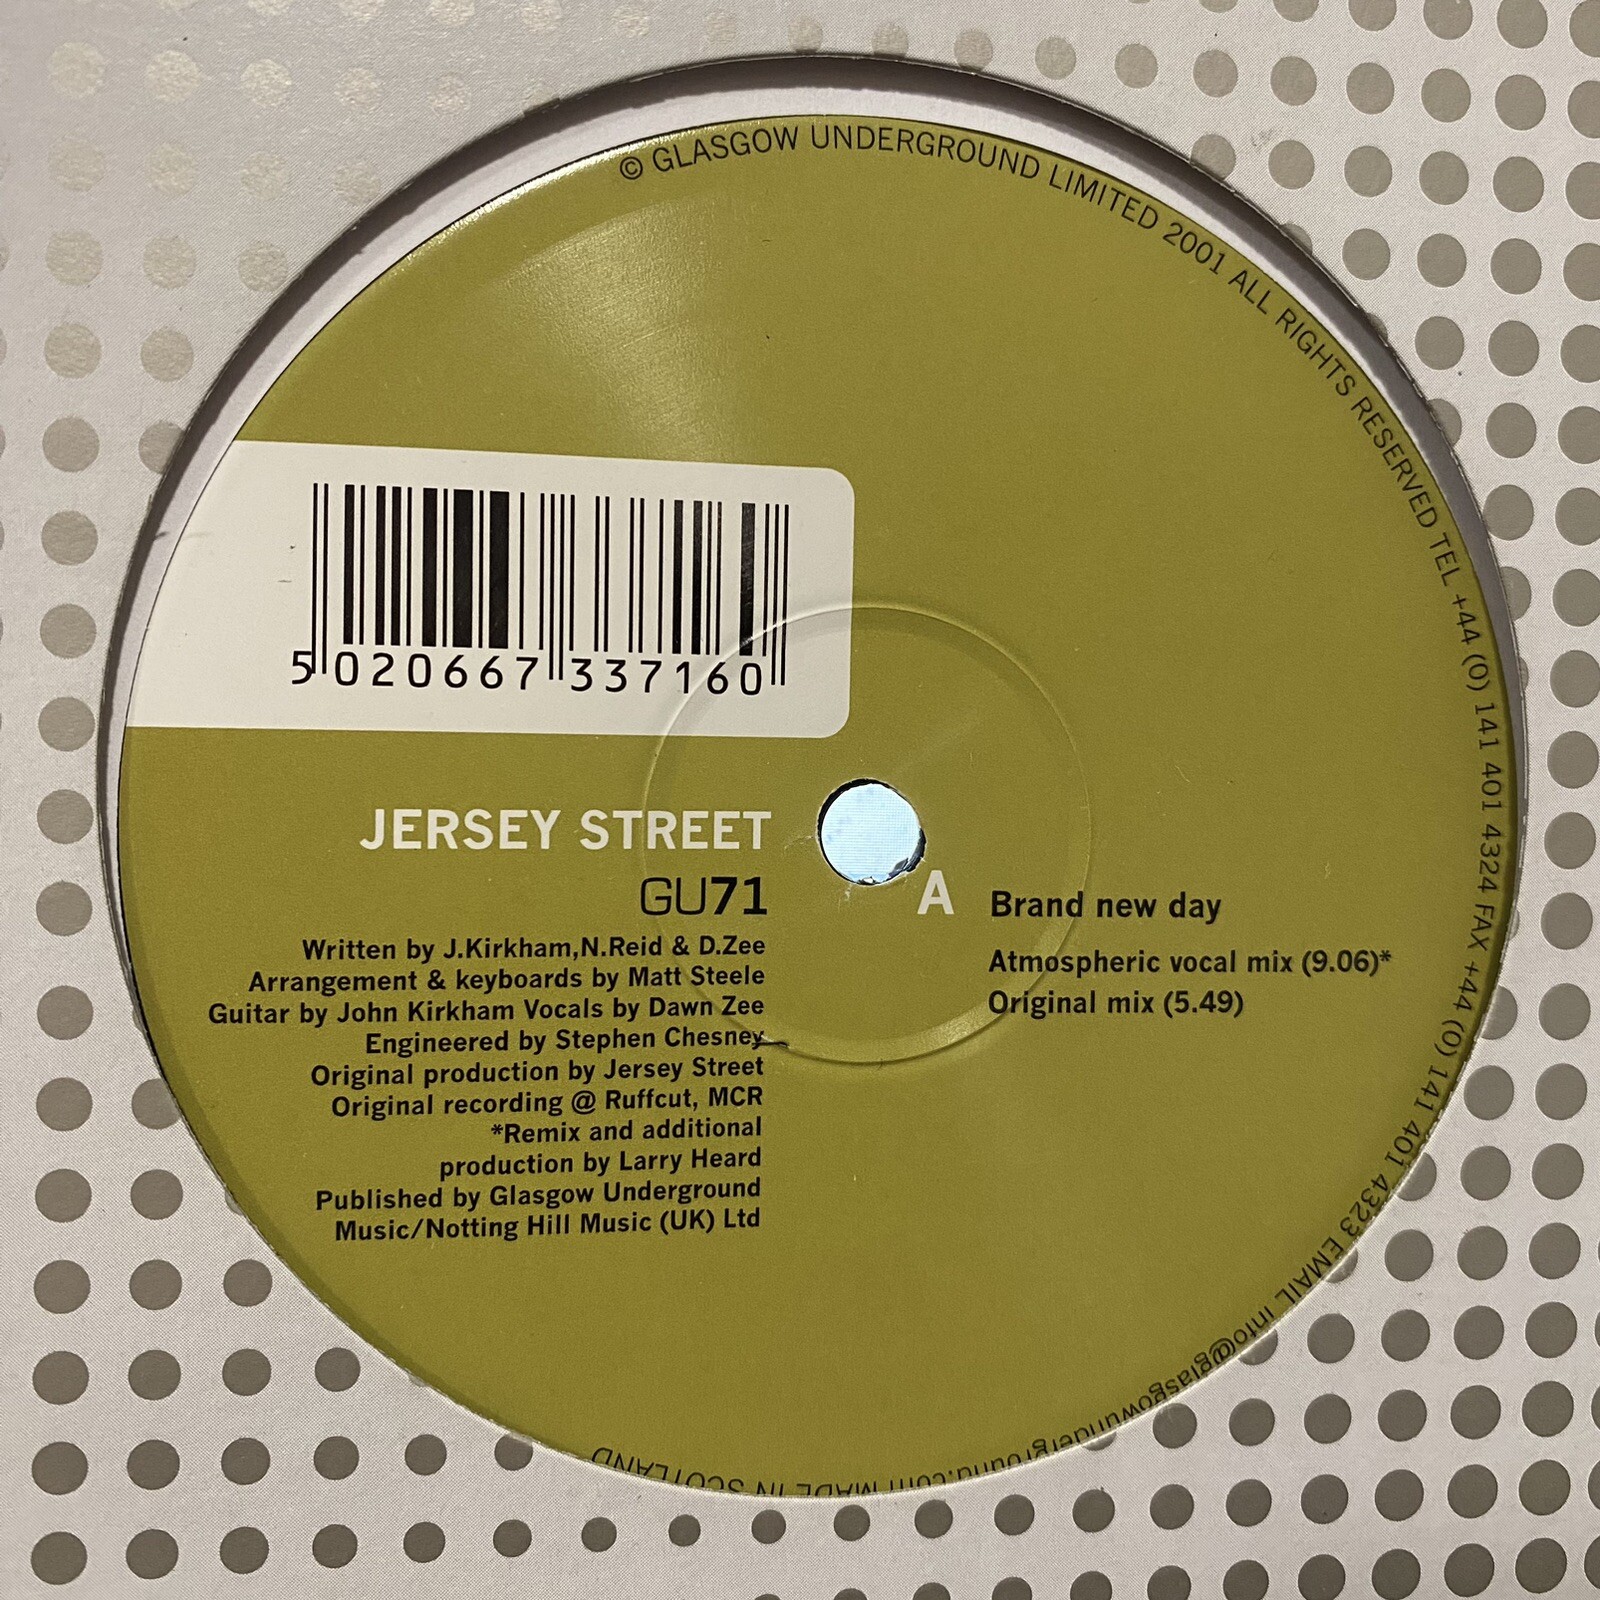 © GLASGOW UNDERGROUND LIMITED 2001 ALL RIGHTS RESERVED TEL +44 (0) 141 401 4324 FAX +44 (0) 141 401 4323 EMAIL info@glasgowunderground.com MADE IN SCOTLAND
5 020667 337160
JERSEY STREET
GU71
Written by J.Kirkham,N.Reid & D.Zee
Arrangement & keyboards by Matt Steele
Guitar by John Kirkham Vocals by Dawn Zee
Engineered by Stephen Chesney
Original production by Jersey Street
Original recording @ Ruffcut, MCR
*Remix and additional
production by Larry Heard
Published by Glasgow Underground
Music/Notting Hill Music (UK) Ltd
A Brand new day
Atmospheric vocal mix (9.06)*
Original mix (5.49)